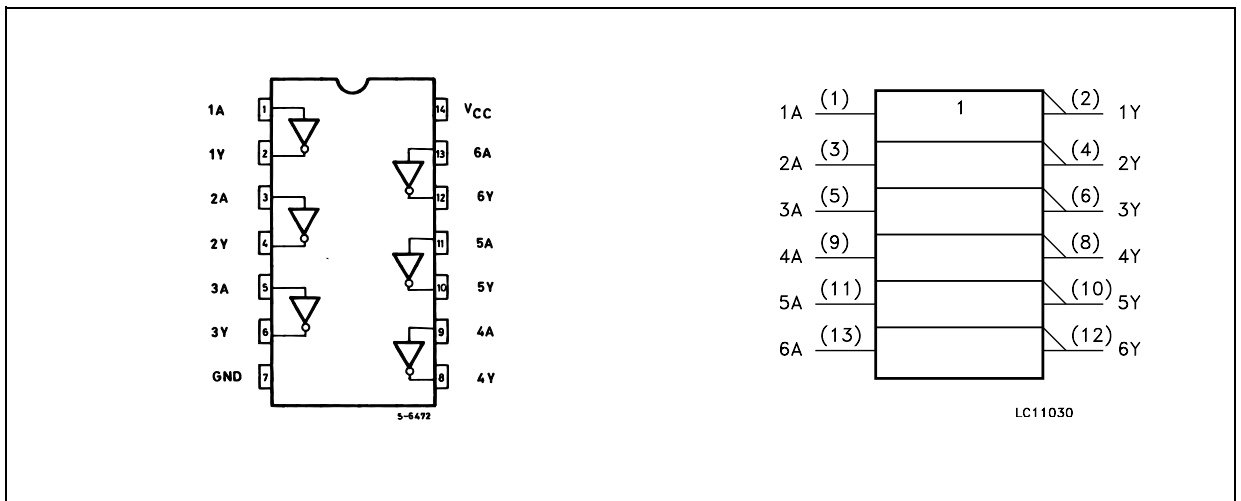 1A 1 14 VCC
1Y 2 13 6A
2A 3 12 6Y
2Y 4 11 5A
3A 5 10 5Y
3Y 6 9 4A
GND 7 8 4Y
S-6472
1A (1) 1 (2) 1Y
2A (3) (4) 2Y
3A (5) (6) 3Y
4A (9) (8) 4Y
5A (11) (10) 5Y
6A (13) (12) 6Y
LC11030